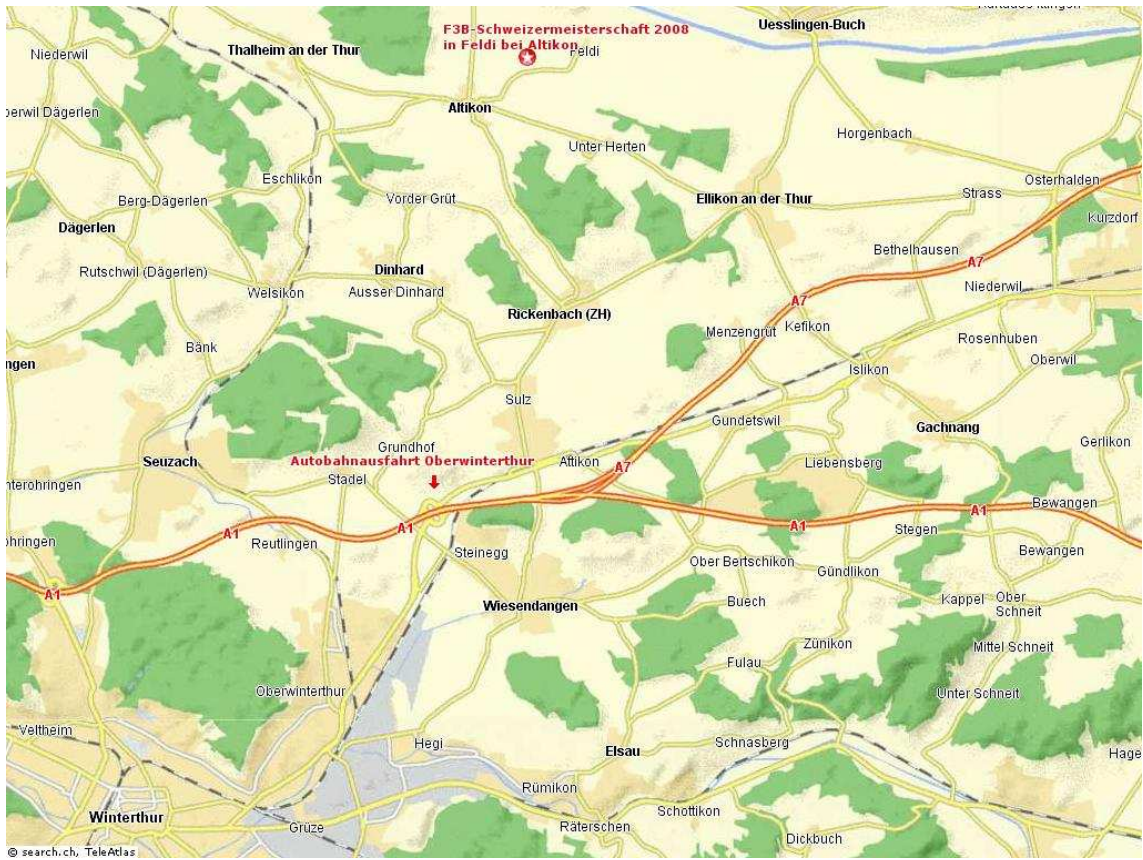 F3B-Schweizermeisterschaft 2008
in Feldi bei Altikon
Uesslingen-Buch
Niederwil
Thalheim an der Thur
Feldi
Altikon
Horgenbach
Unter Herten
Eschlikon
Osterhalden
Strass
Berg-Dägerlen
Vorder Grüt
Ellikon an der Thur
Kurzdorf
Dägerlen
Bethelhausen
A7
Rutschwil (Dägerlen)
Dinhard
Welsikon
Ausser Dinhard
Niederwil
A7
Rickenbach (ZH)
Menzengrüt
Kefikon
Rosenhuben
Bänk
Oberwil
ngen
Islikon
Sulz
Gundetswil
Gachnang
Grundhof
Gerlikon
Seuzach
Autobahnausfahrt Oberwinterthur
Attikon
A7
Liebensberg
Stadel
Bewangen
A1
A1
A1
A1
Stegen
Reutlingen
Steinegg
Bewangen
Ober Bertschikon
Gündlikon
A1
Wiesendangen
Buech
Kappel
Ober
Schneit
Zünikon
Mittel Schneit
Fulau
Oberwinterthur
Unter Schneit
Veltheim
Hegi
Elsau
Schnasberg
Hage
Rümikon
Winterthur
Grüze
Schottikon
Räterschen
Dickbuch
© search.ch, TeleAtlas